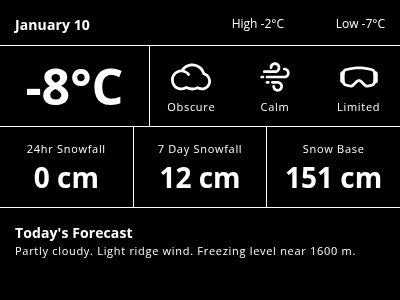 January 10 High -2°C Low -7°C
-8°C
Obscure Calm Limited
24hr Snowfall 7 Day Snowfall Snow Base
0 cm 12 cm 151 cm
Today's Forecast
Partly cloudy. Light ridge wind. Freezing level near 1600 m.